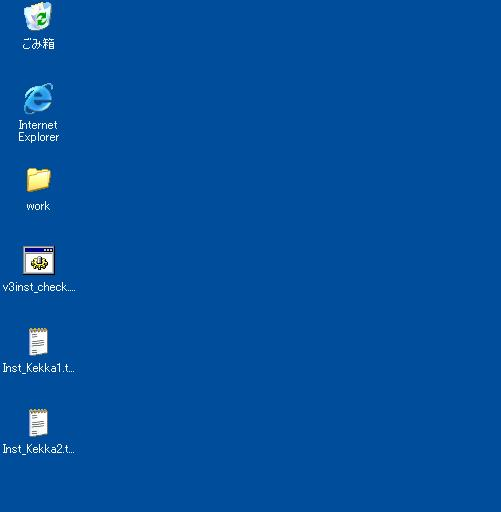 ごみ箱
Internet
Explorer
work
v3inst_check....
Inst_Kekka1.t...
Inst_Kekka2.t...